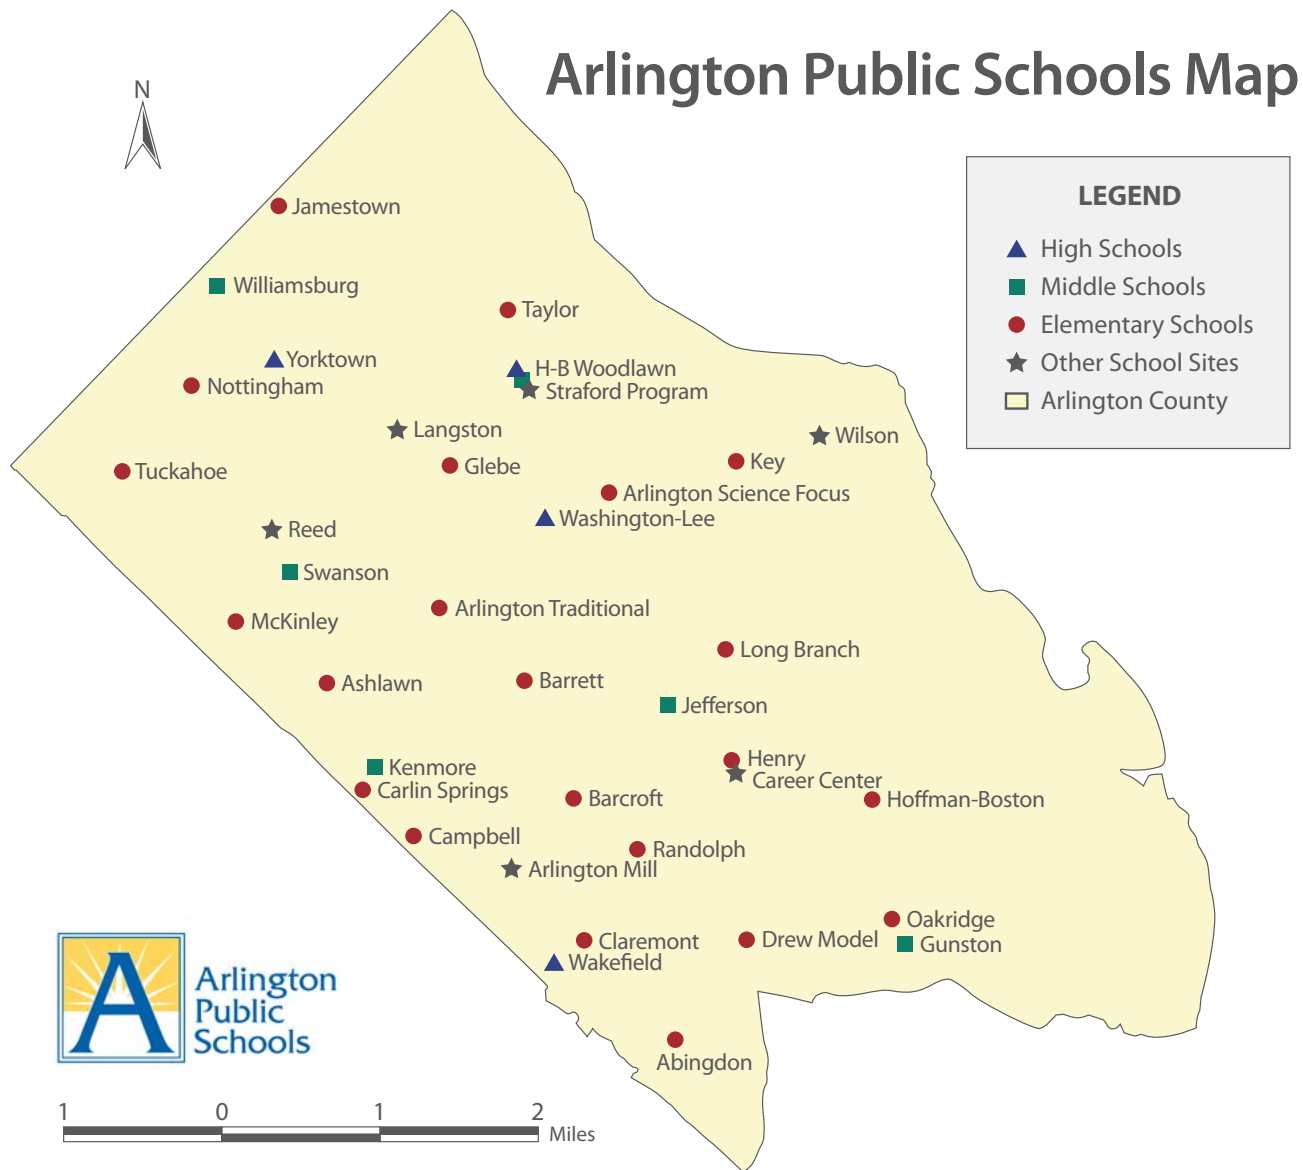 Arlington Public Schools Map
N
LEGEND
High Schools
Middle Schools
Elementary Schools
Other School Sites
Arlington County
Jamestown
Williamsburg
Taylor
Yorktown
H-B Woodlawn
Nottingham
Straford Program
Langston
Wilson
Glebe
Key
Tuckahoe
Arlington Science Focus
Washington-Lee
Reed
Swanson
Arlington Traditional
McKinley
Long Branch
Ashlawn
Barrett
Jefferson
Henry
Kenmore
Career Center
Carlin Springs
Barcroft
Hoffman-Boston
Campbell
Randolph
Arlington Mill
Oakridge
Claremont
Drew Model
Gunston
Wakefield
Abingdon
A
Arlington
Public
Schools
1 0 1 2
Miles